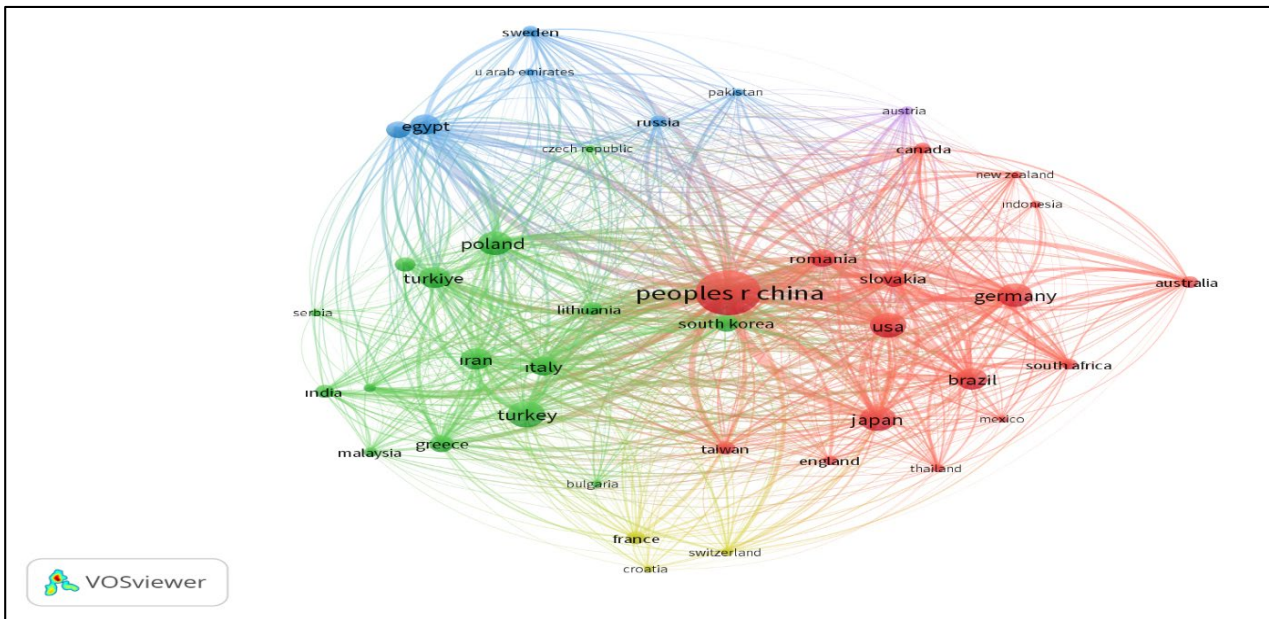 sweden
u arab emirates
pakistan
austria
egypt
russia
czech republic
canada
new zealand
indonesia
poland
romania
turkiye
slovakia
australia
peoples r china
germany
serbia
lithuania
south korea
usa
iran
italy
south africa
brazil
india
turkey
japan
mexico
malaysia
greece
taiwan
england
thailand
bulgaria
france
switzerland
croatia
VOSviewer